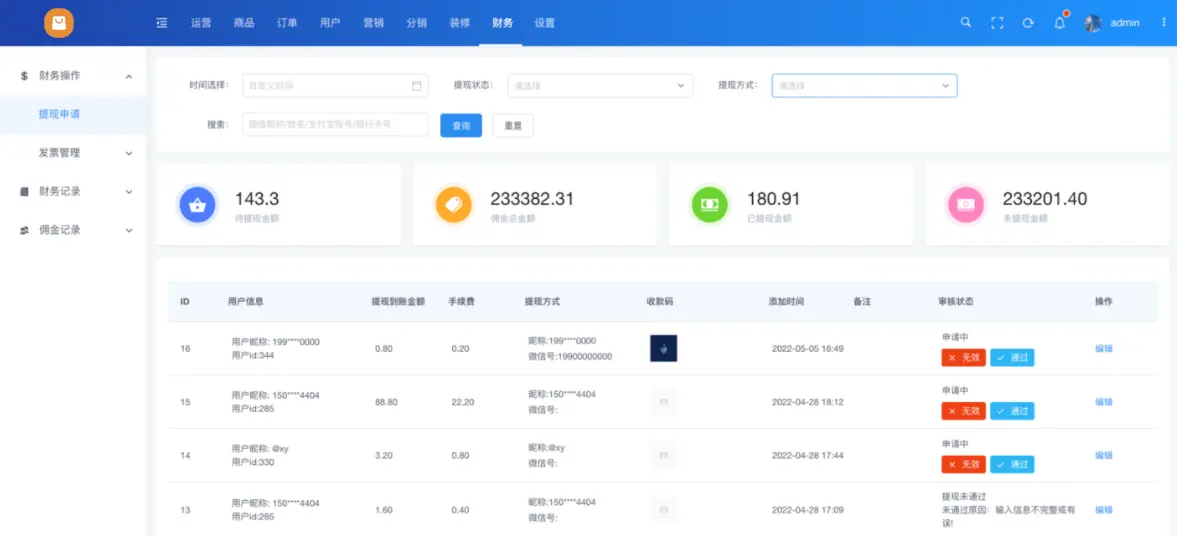 运营 商品 订单 用户 营销 分销 装修 财务 设置 admin
财务操作
提现申请
发票管理
财务记录
佣金记录
时间选择: 自定义时间 提现状态: 请选择 提现方式: 请选择
搜索: 微信昵称/姓名/支付宝账号/银行卡号 查询 重置
143.3
待提现金额
233382.31
佣金总金额
180.91
已提现金额
233201.40
未提现金额
ID 用户信息 提现到账金额 手续费 提现方式 收款码 添加时间 备注 审核状态 操作
16 用户昵称: 199****0000 用户id:344 0.80 0.20 昵称:199****0000 微信号:19900000000 2022-05-05 16:49 申请中 × 无效 ✓ 通过 编辑
15 用户昵称: 150****4404 用户id:285 88.80 22.20 昵称:150****4404 微信号: 2022-04-28 18:12 申请中 × 无效 ✓ 通过 编辑
14 用户昵称: @xy 用户id:330 3.20 0.80 昵称:@xy 微信号: 2022-04-28 17:44 申请中 × 无效 ✓ 通过 编辑
13 用户昵称: 150****4404 用户id:285 1.60 0.40 昵称:150****4404 微信号: 2022-04-28 17:09 提现未通过 未通过原因: 输入信息不完整或有误! 编辑